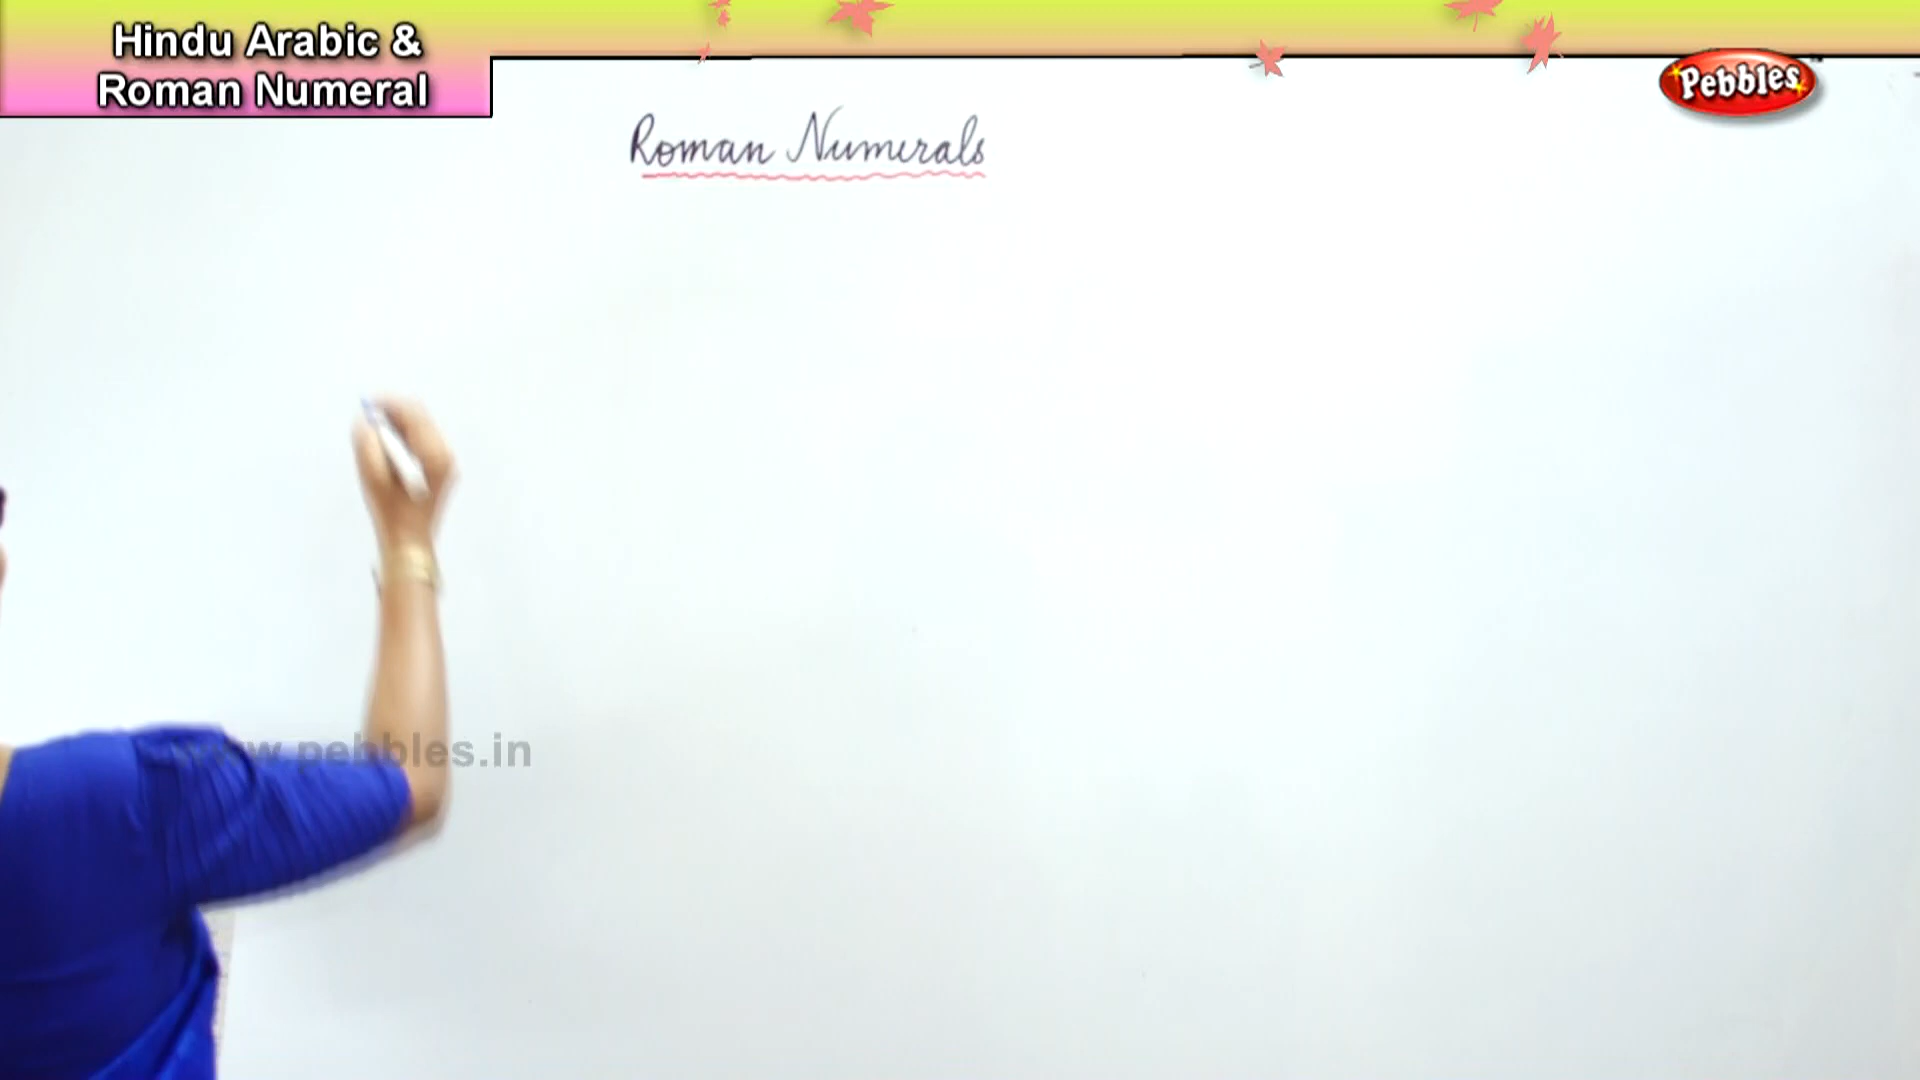 Hindu Arabic &
Roman Numeral
Pebbles
Roman Numerals
www.pebbles.in